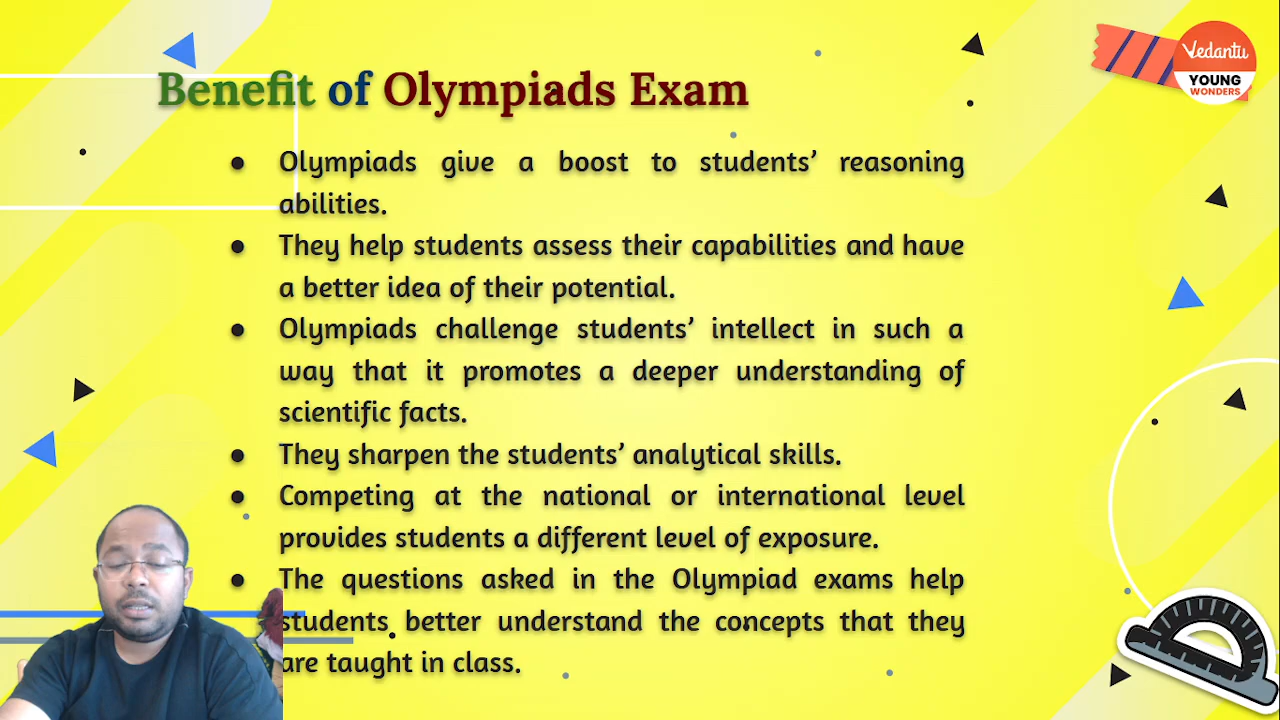 Vedantu
YOUNG
WONDERS
Benefit of Olympiads Exam
● Olympiads give a boost to students’ reasoning
abilities.
● They help students assess their capabilities and have
a better idea of their potential.
● Olympiads challenge students’ intellect in such a
way that it promotes a deeper understanding of
scientific facts.
● They sharpen the students’ analytical skills.
● Competing at the national or international level
provides students a different level of exposure.
● The questions asked in the Olympiad exams help
students better understand the concepts that they
are taught in class.